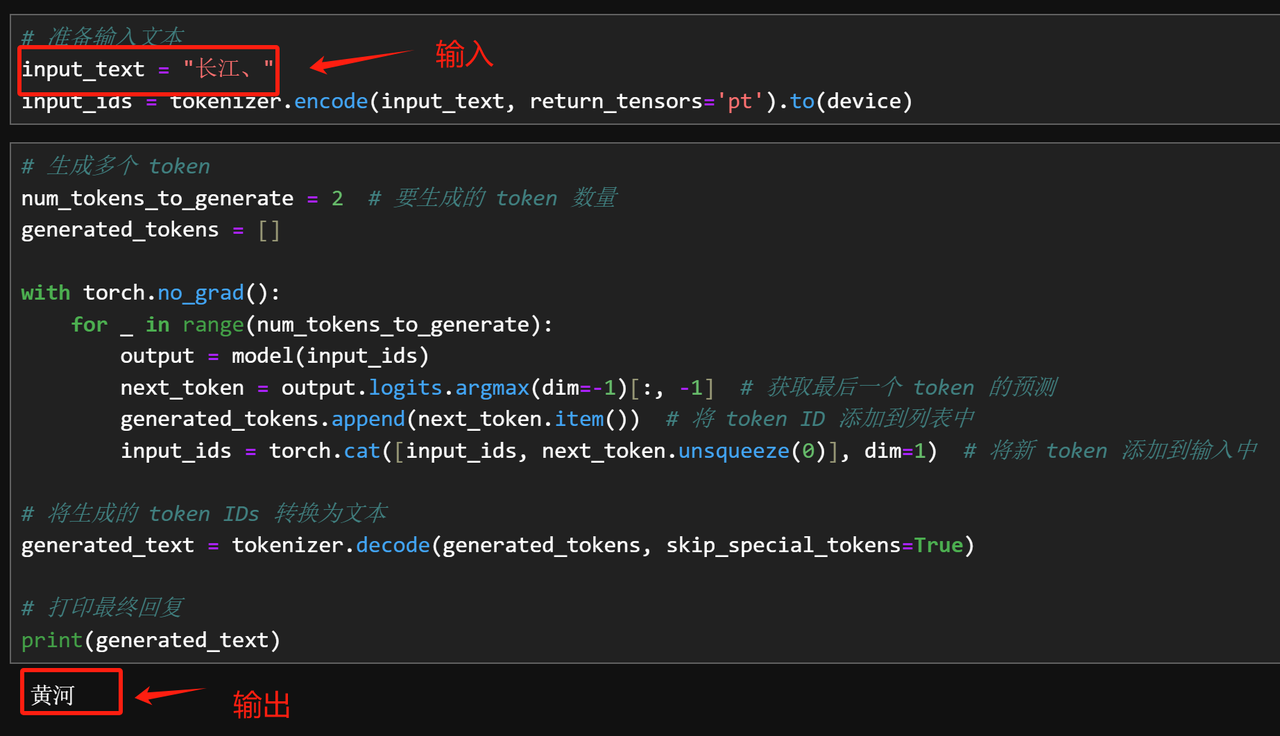 # 准备输入文本
input_text = "长江、"
输入
input_ids = tokenizer.encode(input_text, return_tensors='pt').to(device)
# 生成多个 token
num_tokens_to_generate = 2  # 要生成的 token 数量
generated_tokens = []
with torch.no_grad():
    for _ in range(num_tokens_to_generate):
        output = model(input_ids)
        next_token = output.logits.argmax(dim=-1)[:, -1]  # 获取最后一个 token 的预测
        generated_tokens.append(next_token.item())  # 将 token ID 添加到列表中
        input_ids = torch.cat([input_ids, next_token.unsqueeze(0)], dim=1)  # 将新 token 添加到输入中
# 将生成的 token IDs 转换为文本
generated_text = tokenizer.decode(generated_tokens, skip_special_tokens=True)
# 打印最终回复
print(generated_text)
黄河
输出